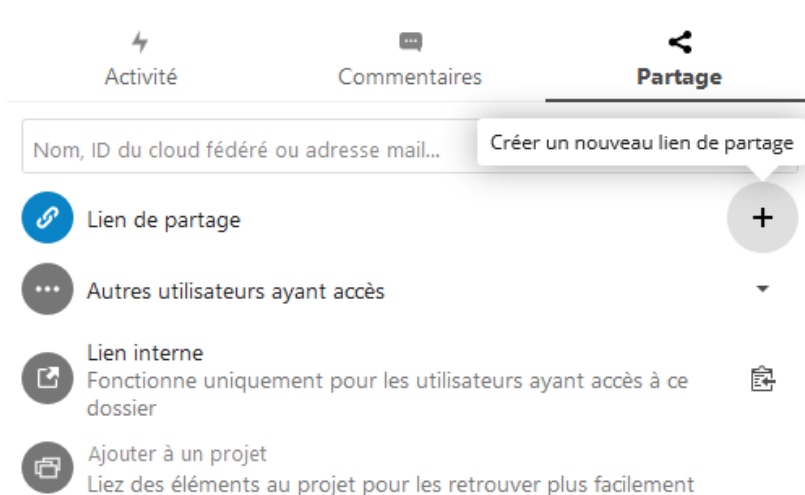 Activité
Commentaires
Partage
Nom, ID du cloud fédéré ou adresse mail...
Créer un nouveau lien de partage
Lien de partage
Autres utilisateurs ayant accès
Lien interne
Fonctionne uniquement pour les utilisateurs ayant accès à ce
dossier
Ajouter à un projet
Liez des éléments au projet pour les retrouver plus facilement